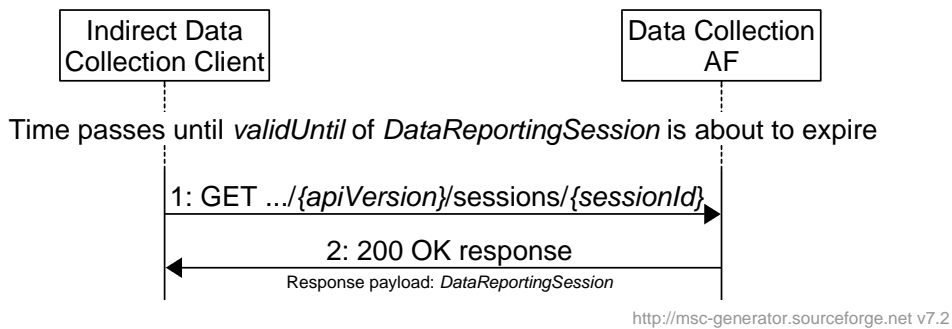 Indirect Data
Collection Client
Data Collection
AF
Time passes until validUntil of DataReportingSession is about to expire
1: GET .../{apiVersion}/sessions/{sessionId}
2: 200 OK response
Response payload: DataReportingSession
http://msc-generator.sourceforge.net v7.2